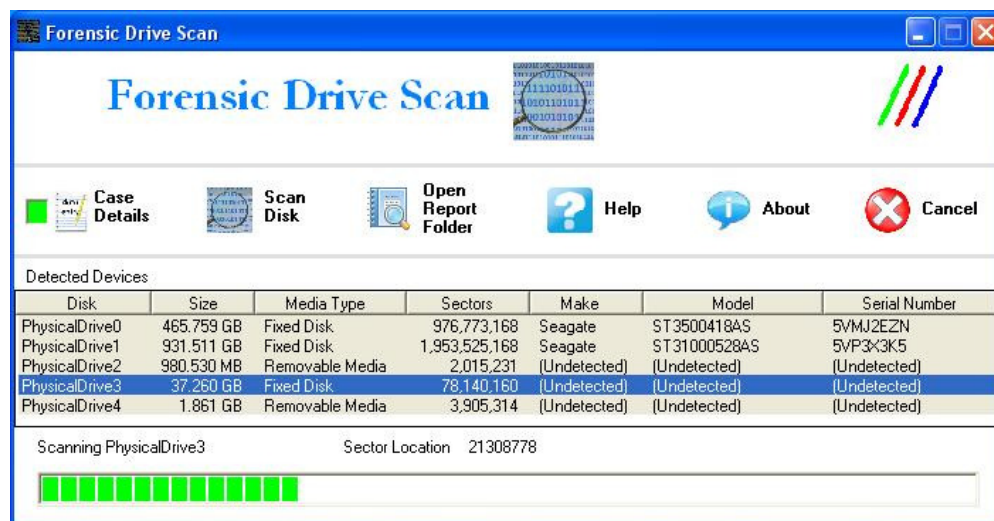 Forensic Drive Scan
Forensic Drive Scan
Case
Details
Scan
Disk
Open
Report
Folder
Help
About
Cancel
Detected Devices
Disk Size Media Type Sectors Make Model Serial Number
PhysicalDrive0 465.759 GB Fixed Disk 976,773,168 Seagate ST3500418AS 5VMJ2EZN
PhysicalDrive1 931.511 GB Fixed Disk 1,953,525,168 Seagate ST31000528AS 5VP3X3K5
PhysicalDrive2 980.530 MB Removable Media 2,015,231 (Undetected) (Undetected) (Undetected)
PhysicalDrive3 37.260 GB Fixed Disk 78,140,160 (Undetected) (Undetected) (Undetected)
PhysicalDrive4 1.861 GB Removable Media 3,905,314 (Undetected) (Undetected) (Undetected)
Scanning PhysicalDrive3 Sector Location 21308778